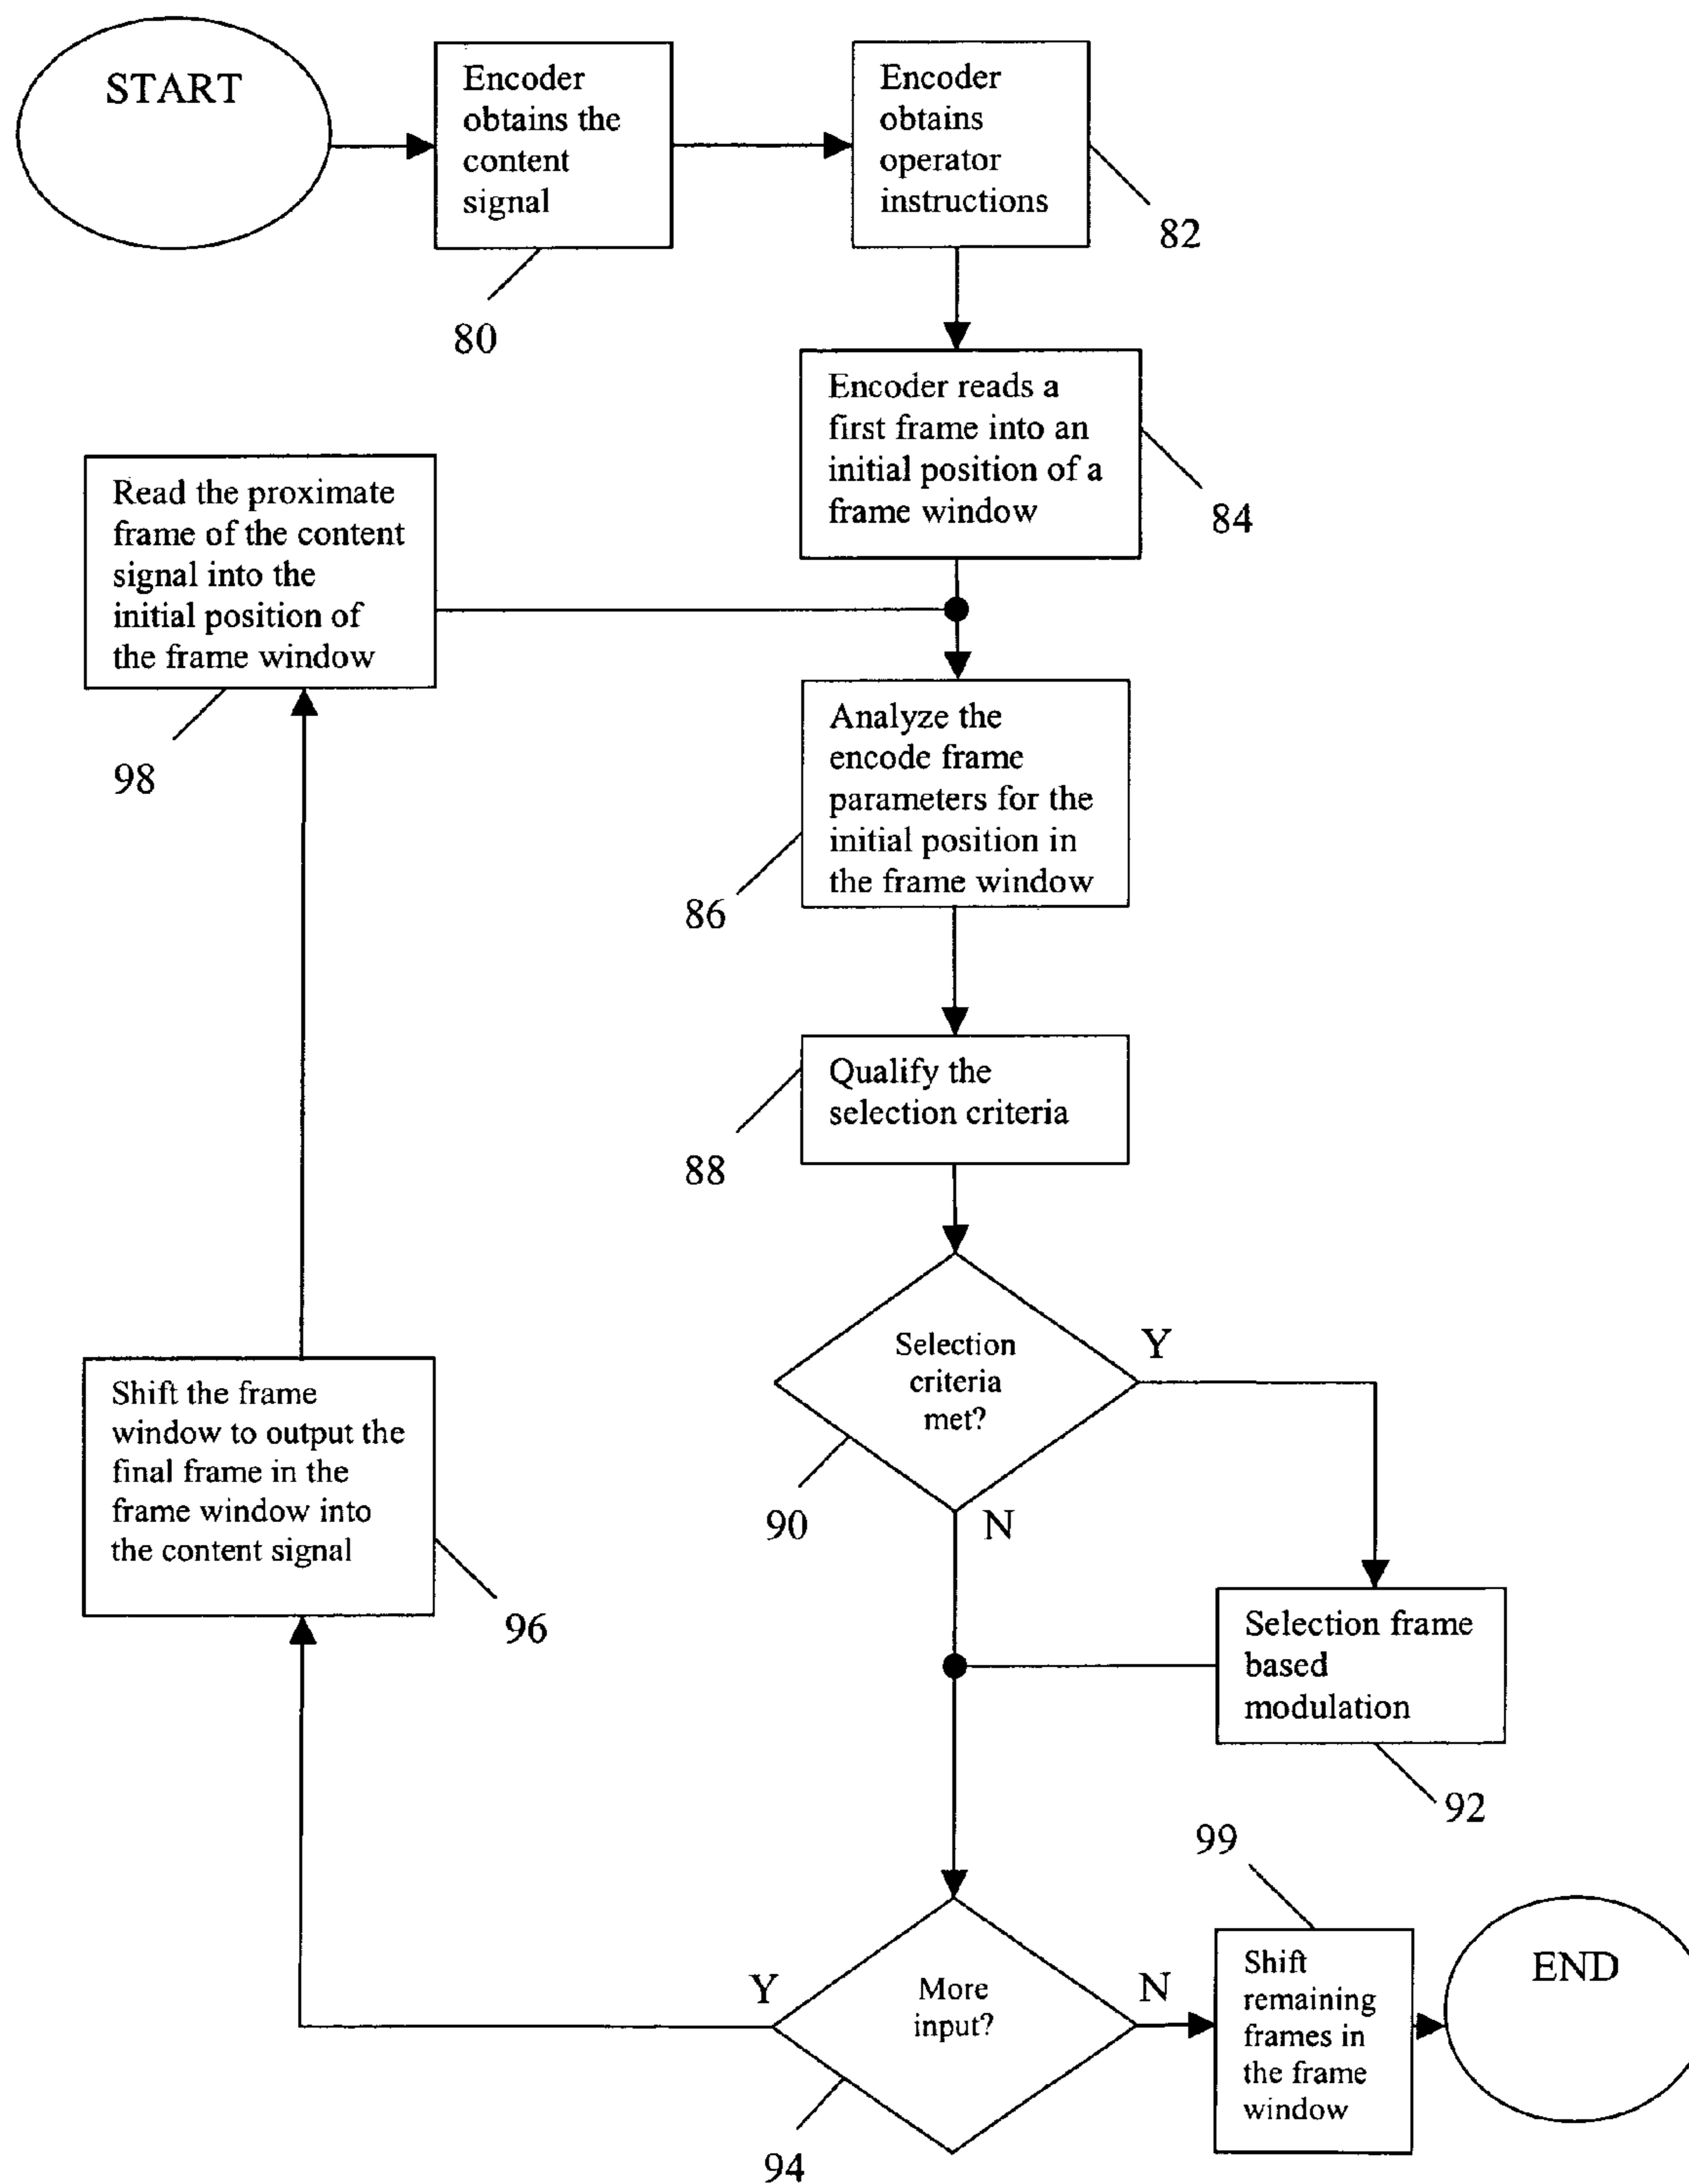 START
Encoder
obtains the
content
signal
80
Encoder
obtains
operator
instructions
82
Encoder reads a
first frame into an
initial position of a
frame window
84
Read the proximate
frame of the content
signal into the
initial position of
the frame window
98
Analyze the
encode frame
parameters for the
initial position in
the frame window
86
Qualify the
selection criteria
88
Selection
criteria
met?
Y
90
N
Shift the frame
window to output the
final frame in the
frame window into
the content signal
96
Selection frame
based
modulation
92
99
More
input?
Y
N
94
Shift
remaining
frames in
the frame
window
END